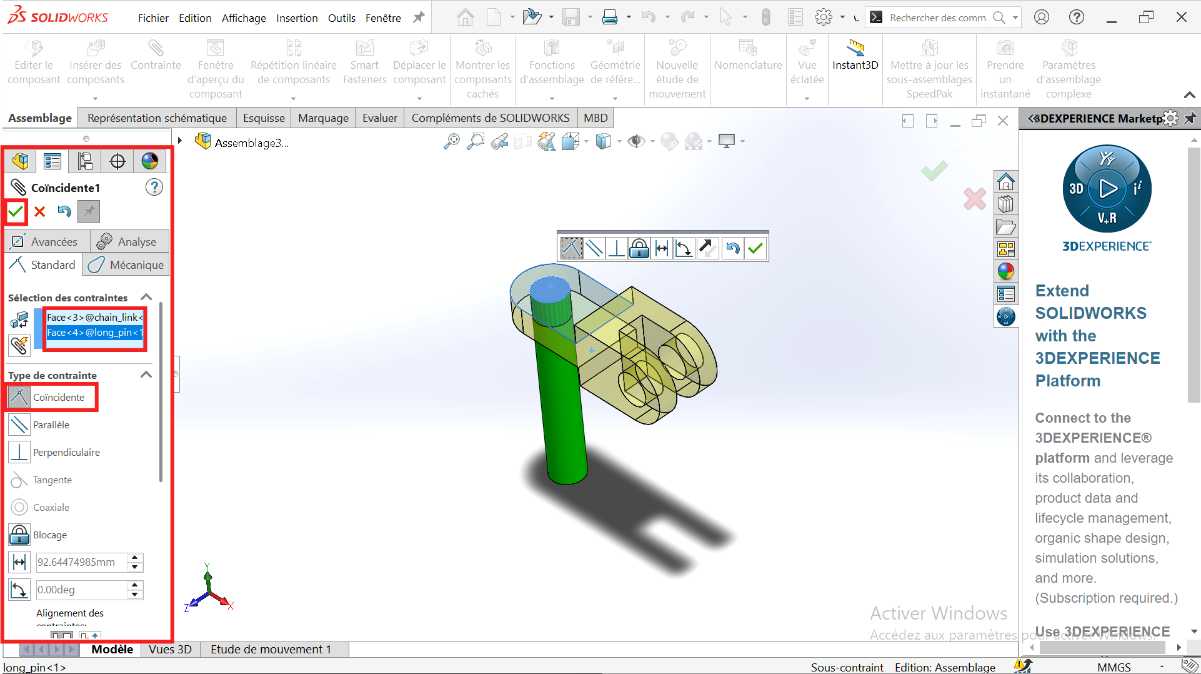 SOLIDWORKS
Fichier Edition Affichage Insertion Outils Fenêtre
Rechercher des comm
Editer le composant
Insérer des composants
Contrainte
Fenêtre d'aperçu du composant
Répétition linéaire de composants
Smart Fasteners
Déplacer le composant
Montrer les composants cachés
Fonctions d'assemblage
Géométrie de référe...
Nouvelle étude de mouvement
Nomenclature
Vue éclatée
Instant3D
Mettre à jour les sous-assemblages SpeedPak
Prendre un instantané
Paramètres d'assemblage complexe
Assemblage Représentation schématique Esquisse Marquage Evaluer Compléments de SOLIDWORKS MBD
Assemblage3...
Coïncidente1
Avancées Analyse
Standard Mécanique
Sélection des contraintes
Face<3>@chain_link<
Face<4>@long_pin<1
Type de contrainte
Coïncidente
Parallèle
Perpendiculaire
Tangente
Coaxiale
Blocage
92.64474985mm
0.00deg
Alignement des
contraintes:
Y
Z
X
3DEXPERIENCE Marketp
3D
V+R
3DEXPERIENCE
Extend
SOLIDWORKS
with the
3DEXPERIENCE
Platform
Connect to the
3DEXPERIENCE®
platform and leverage
its collaboration,
product data and
lifecycle management,
organic shape design,
simulation solutions,
and more.
(Subscription required.)
Use 3DEXPERIENCE
Activer Windows
Accédez aux paramètres pour activer Windows.
Modèle Vues 3D Etude de mouvement 1
long_pin<1>
Sous-contraint Edition: Assemblage
MMGS